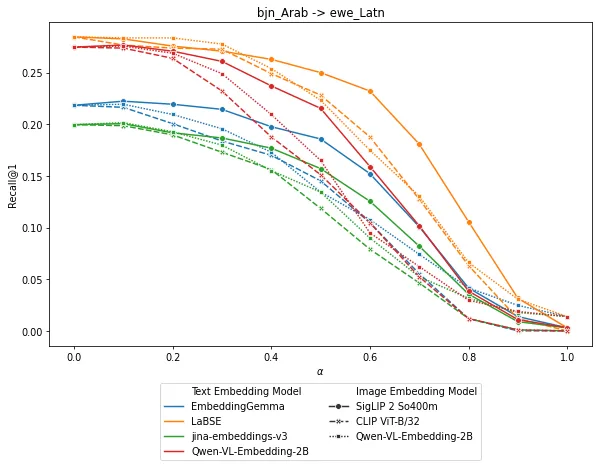 bjn_Arab -> ewe_Latn
Recall@1
0.25
0.20
0.15
0.10
0.05
0.00
0.0 0.2 0.4 0.6 0.8 1.0
α
Text Embedding Model Image Embedding Model
EmbeddingGemma SigLIP 2 So400m
LaBSE CLIP ViT-B/32
jina-embeddings-v3 Qwen-VL-Embedding-2B
Qwen-VL-Embedding-2B